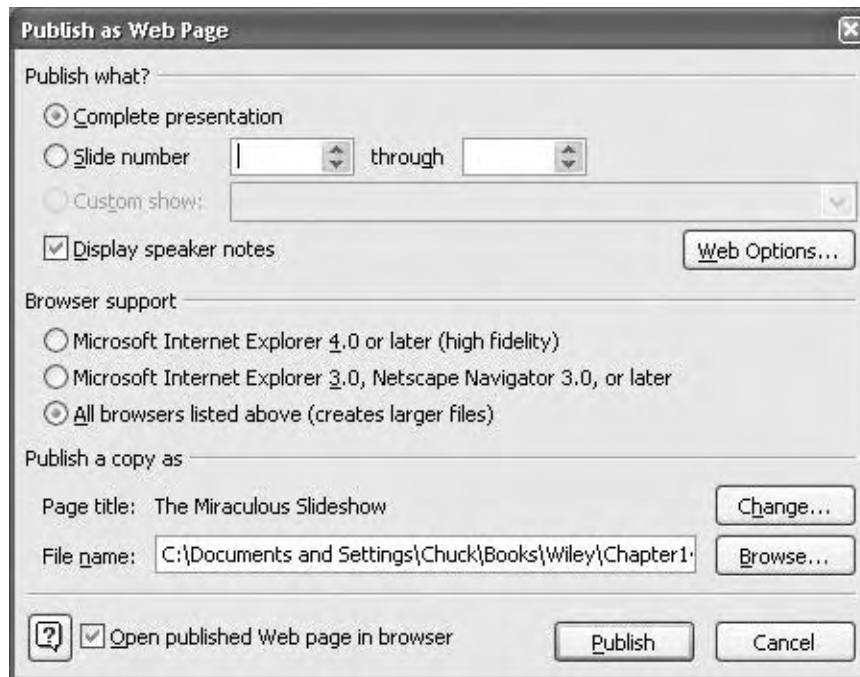 Publish as Web Page
Publish what?
Complete presentation
Slide number through
Custom show:
Display speaker notes
Web Options...
Browser support
Microsoft Internet Explorer 4.0 or later (high fidelity)
Microsoft Internet Explorer 3.0, Netscape Navigator 3.0, or later
All browsers listed above (creates larger files)
Publish a copy as
Page title: The Miraculous Slideshow
Change...
File name: C:\Documents and Settings\Chuck\Books\Wiley\Chapter1
Browse...
Open published Web page in browser
Publish
Cancel